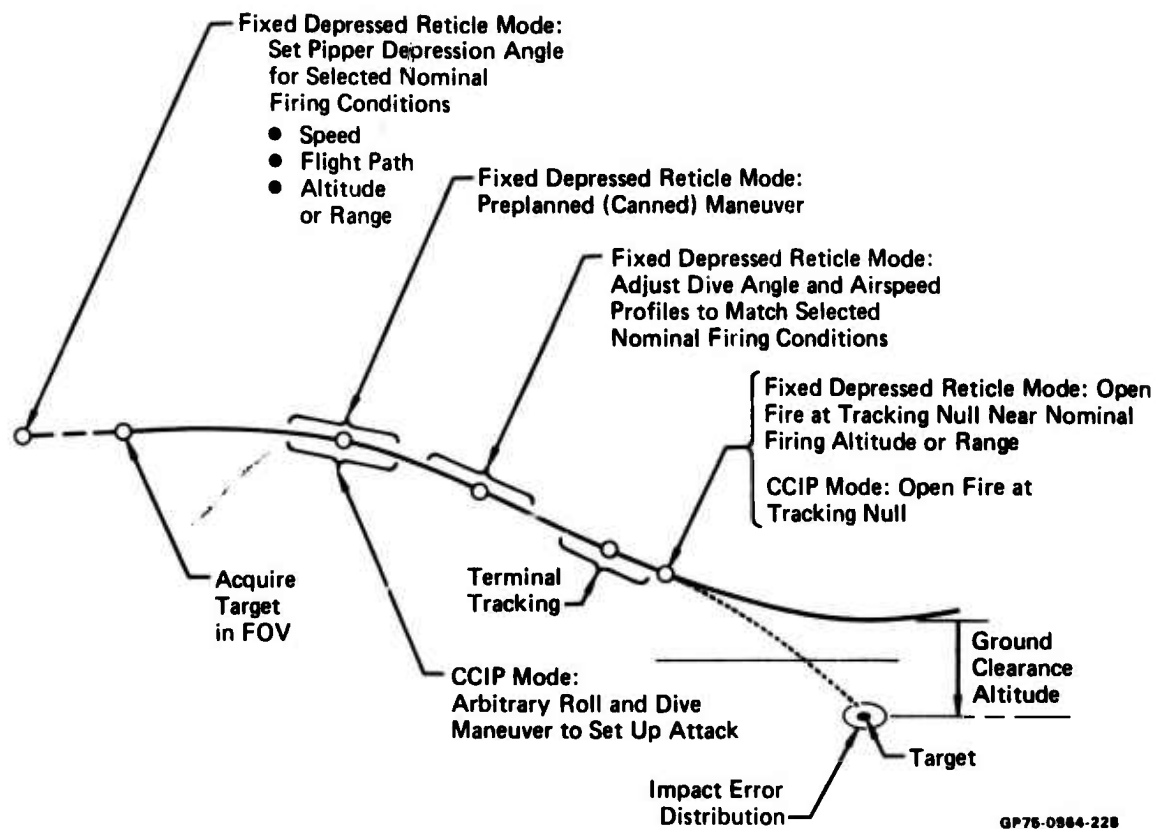 Fixed Depressed Reticle Mode:
Set Pipper Depression Angle
for Selected Nominal
Firing Conditions
● Speed
● Flight Path
● Altitude
or Range
Fixed Depressed Reticle Mode:
Preplanned (Canned) Maneuver
Fixed Depressed Reticle Mode:
Adjust Dive Angle and Airspeed
Profiles to Match Selected
Nominal Firing Conditions
Fixed Depressed Reticle Mode: Open
Fire at Tracking Null Near Nominal
Firing Altitude or Range
CCIP Mode: Open Fire at
Tracking Null
Acquire
Target
in FOV
Terminal
Tracking
CCIP Mode:
Arbitrary Roll and Dive
Maneuver to Set Up Attack
Ground
Clearance
Altitude
Target
Impact Error
Distribution
GP75-0964-228